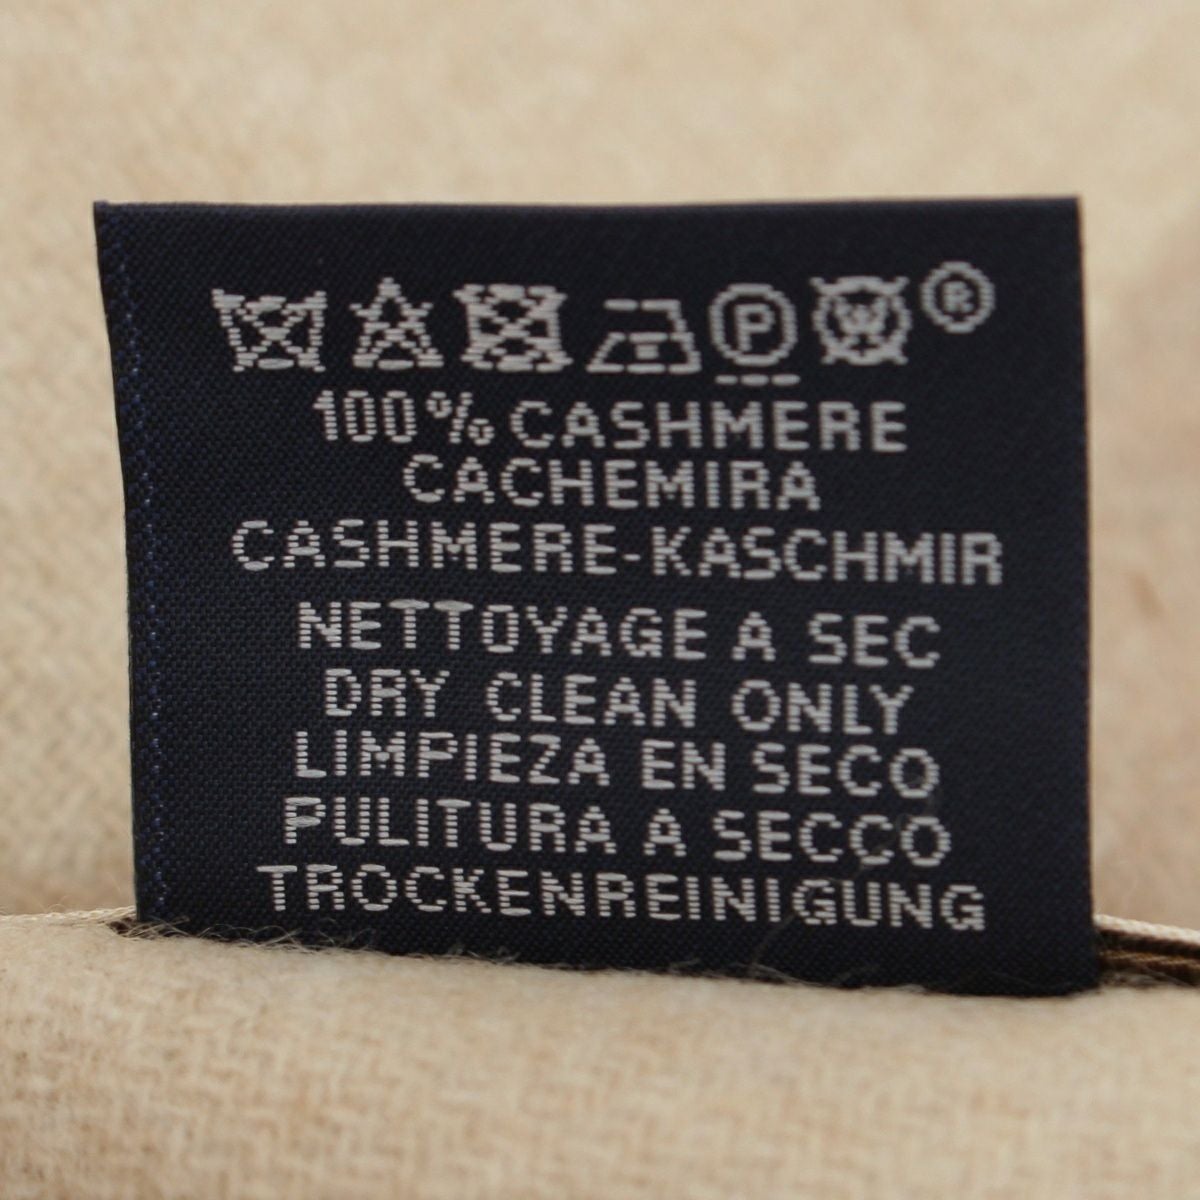 P W ®
100% CASHMERE
CACHEMIRA
CASHMERE-KASCHMIR
NETTOYAGE A SEC
DRY CLEAN ONLY
LIMPIEZA EN SECO
PULITURA A SECCO
TROCKENREINIGUNG